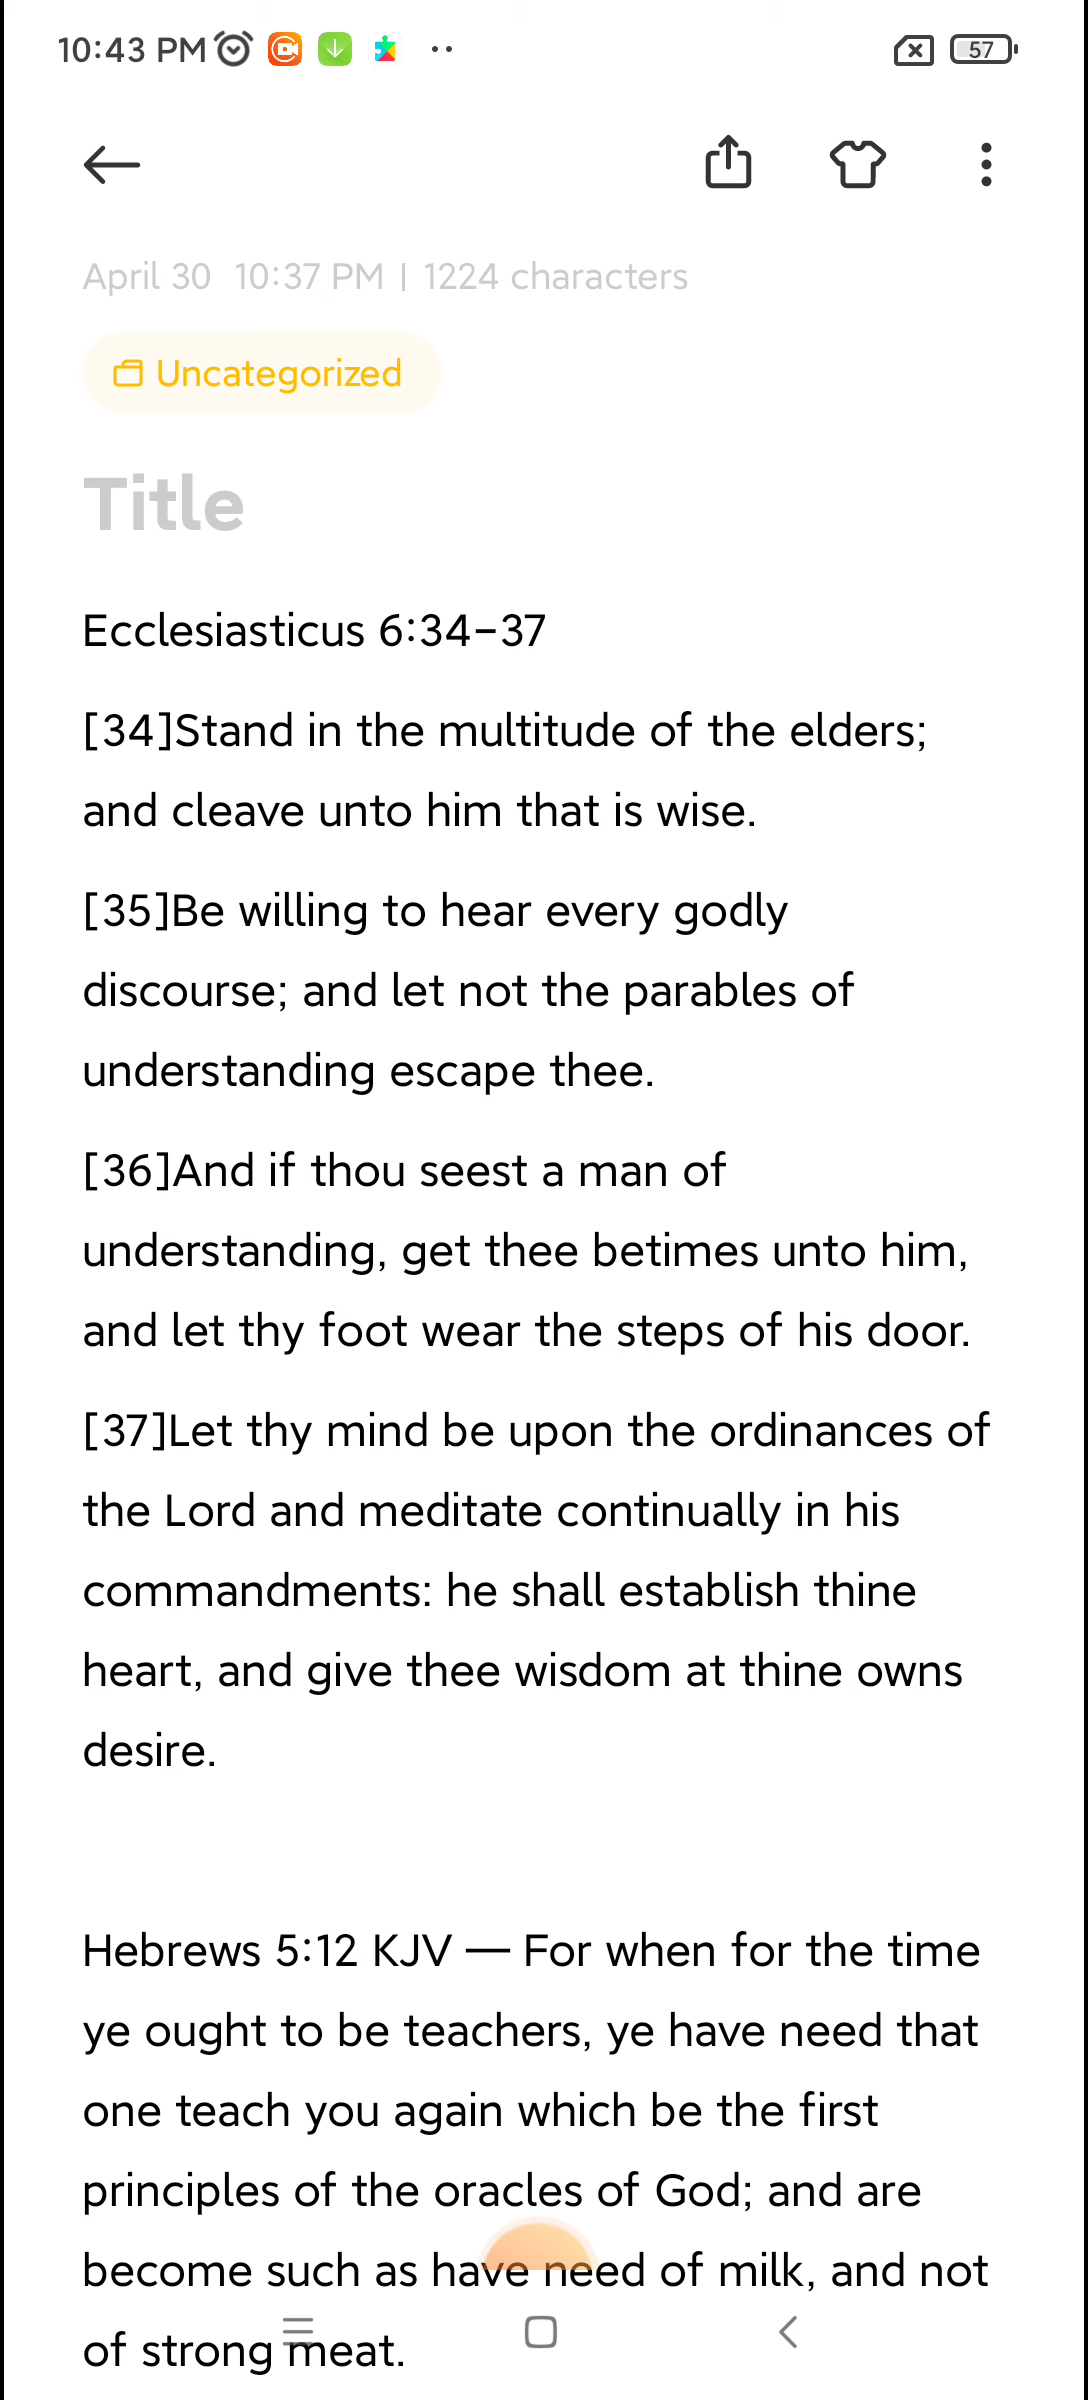 10:43 PM
57
April 30 10:37 PM | 1224 characters
Uncategorized
Title
Ecclesiasticus 6:34-37
[34]Stand in the multitude of the elders;
and cleave unto him that is wise.
[35]Be willing to hear every godly
discourse; and let not the parables of
understanding escape thee.
[36]And if thou seest a man of
understanding, get thee betimes unto him,
and let thy foot wear the steps of his door.
[37]Let thy mind be upon the ordinances of
the Lord and meditate continually in his
commandments: he shall establish thine
heart, and give thee wisdom at thine owns
desire.
Hebrews 5:12 KJV — For when for the time
ye ought to be teachers, ye have need that
one teach you again which be the first
principles of the oracles of God; and are
become such as have need of milk, and not
of strong meat.